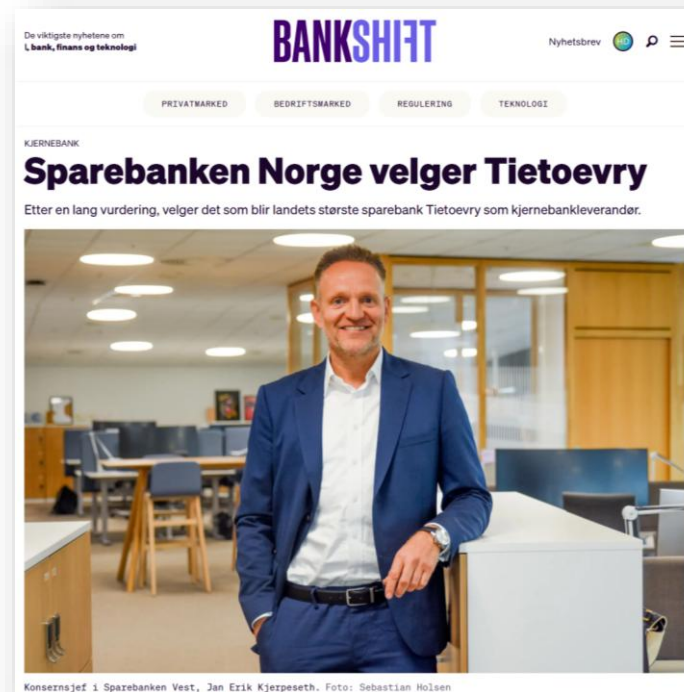 De viktigste nyhetene om
bank, finans og teknologi
BANKSHIFT
Nyhetsbrev
HD
PRIVATMARKED
BEDRIFTSMARKED
REGULERING
TEKNOLOGI
KJERNEBANK
Sparebanken Norge velger Tietoevry
Etter en lang vurdering, velger det som blir landets største sparebank Tietoevry som kjernebankleverandør.
Konsernsjef i Sparebanken Vest, Jan Erik Kjerpeseth. Foto: Sebastian Holsen